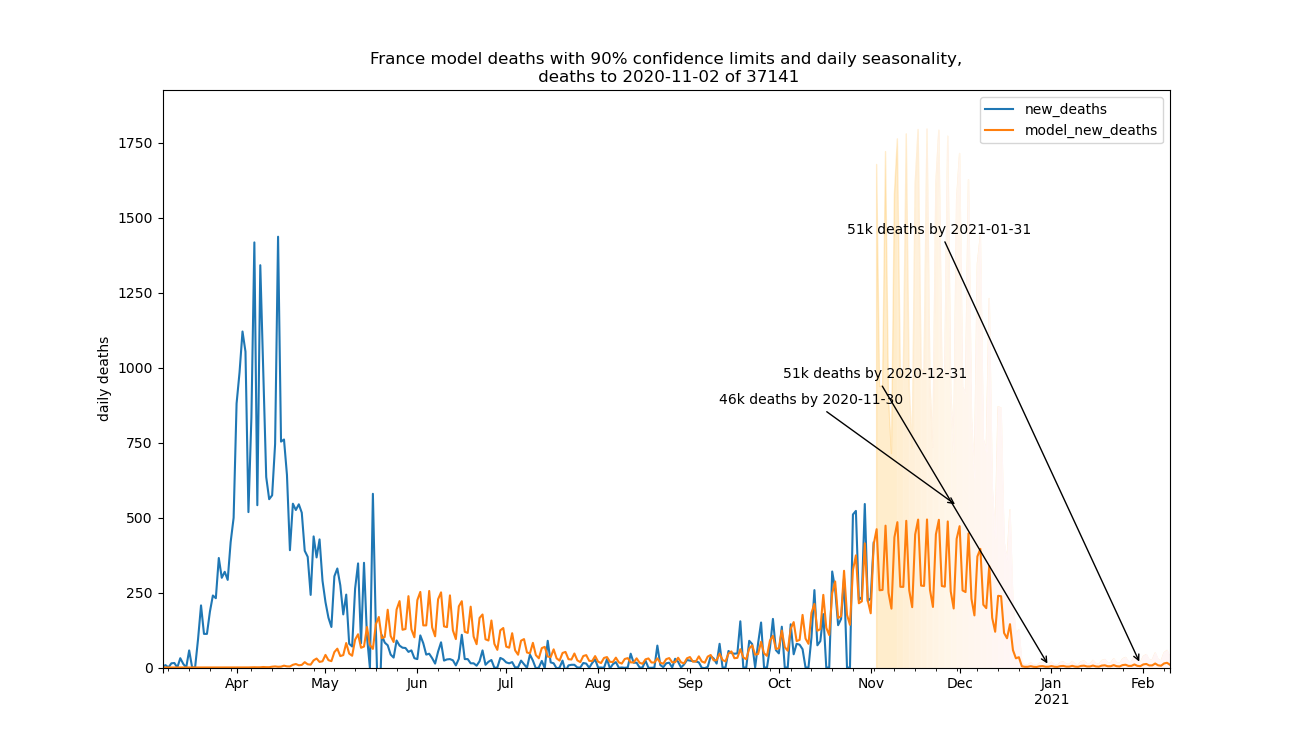 France model deaths with 90% confidence limits and daily seasonality,
deaths to 2020-11-02 of 37141
new_deaths
model_new_deaths
1750
1500
1250
1000
750
500
250
0
daily deaths
51k deaths by 2021-01-31
51k deaths by 2020-12-31
46k deaths by 2020-11-30
Apr May Jun Jul Aug Sep Oct Nov Dec Jan Feb
2021